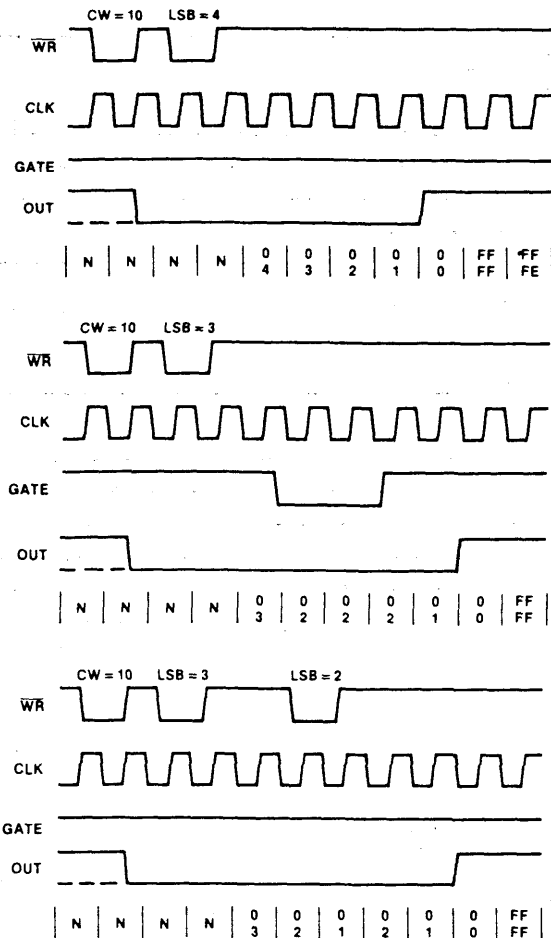 CW = 10 LSB = 4
WR
CLK
GATE
OUT
N N N N 0 0 0 0 0 FF FF
4 3 2 1 0 FF FE
CW = 10 LSB = 3
WR
CLK
GATE
OUT
N N N N 0 0 0 0 0 0 FF
3 2 2 2 1 0 FF
CW = 10 LSB = 3 LSB = 2
WR
CLK
GATE
OUT
N N N N 0 0 0 0 0 0 FF
3 2 1 2 1 0 FF